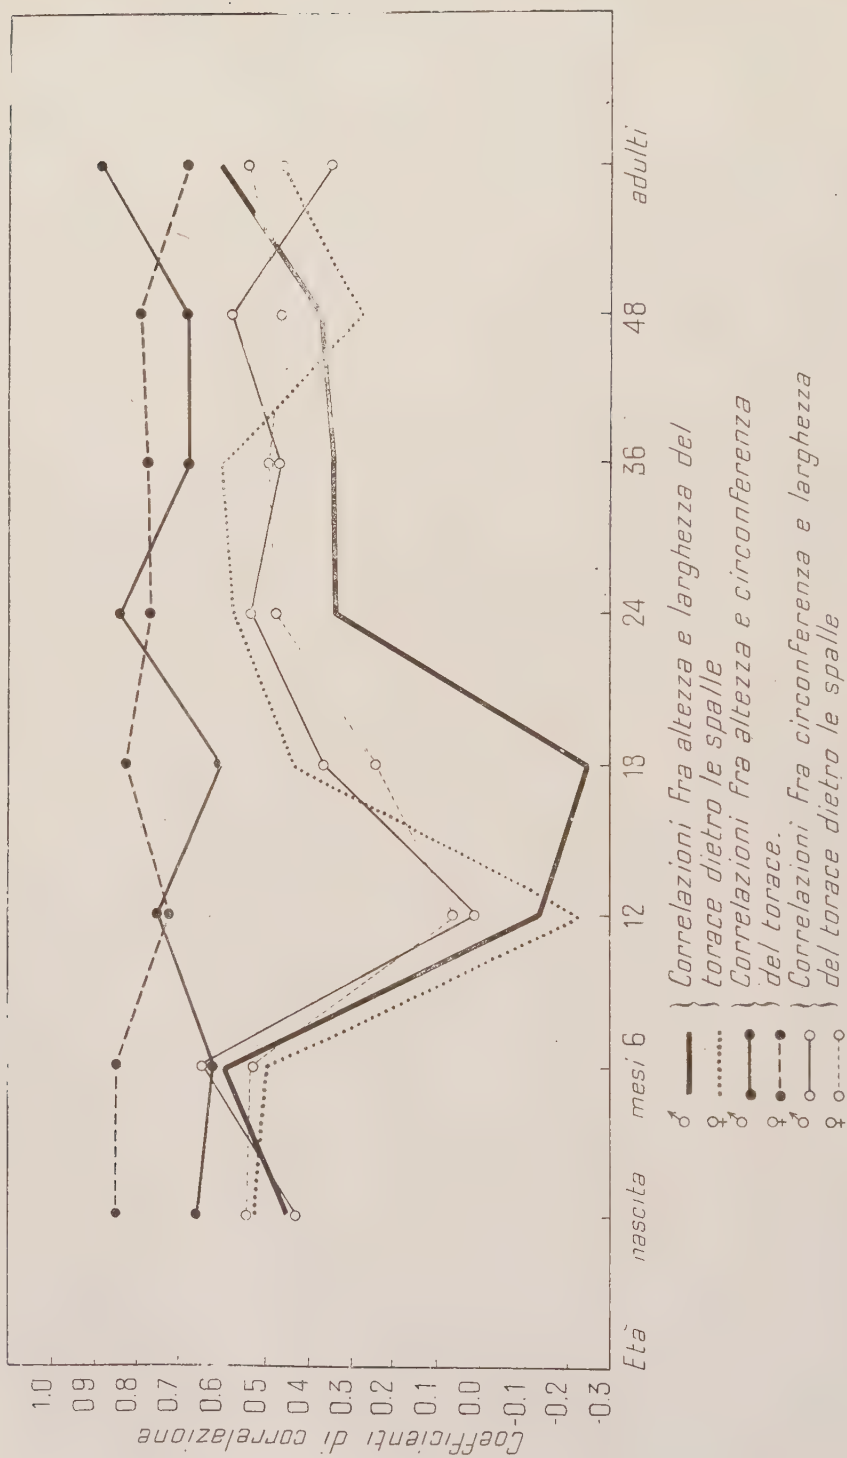 Coefficienti di correlazione
1.0
0.9
0.8
0.7
0.6
0.5
0.4
0.3
0.2
0.1
0.0
-0.1
-0.2
-0.3
Età nascita mesi 6 12 18 24 36 48 adulti
♂ } Correlazioni fra altezza e larghezza del
♀ } torace dietro le spalle
♂ } Correlazioni fra altezza e circonferenza
♀ } del torace.
♂ } Correlazioni fra circonferenza e larghezza
♀ } del torace dietro le spalle